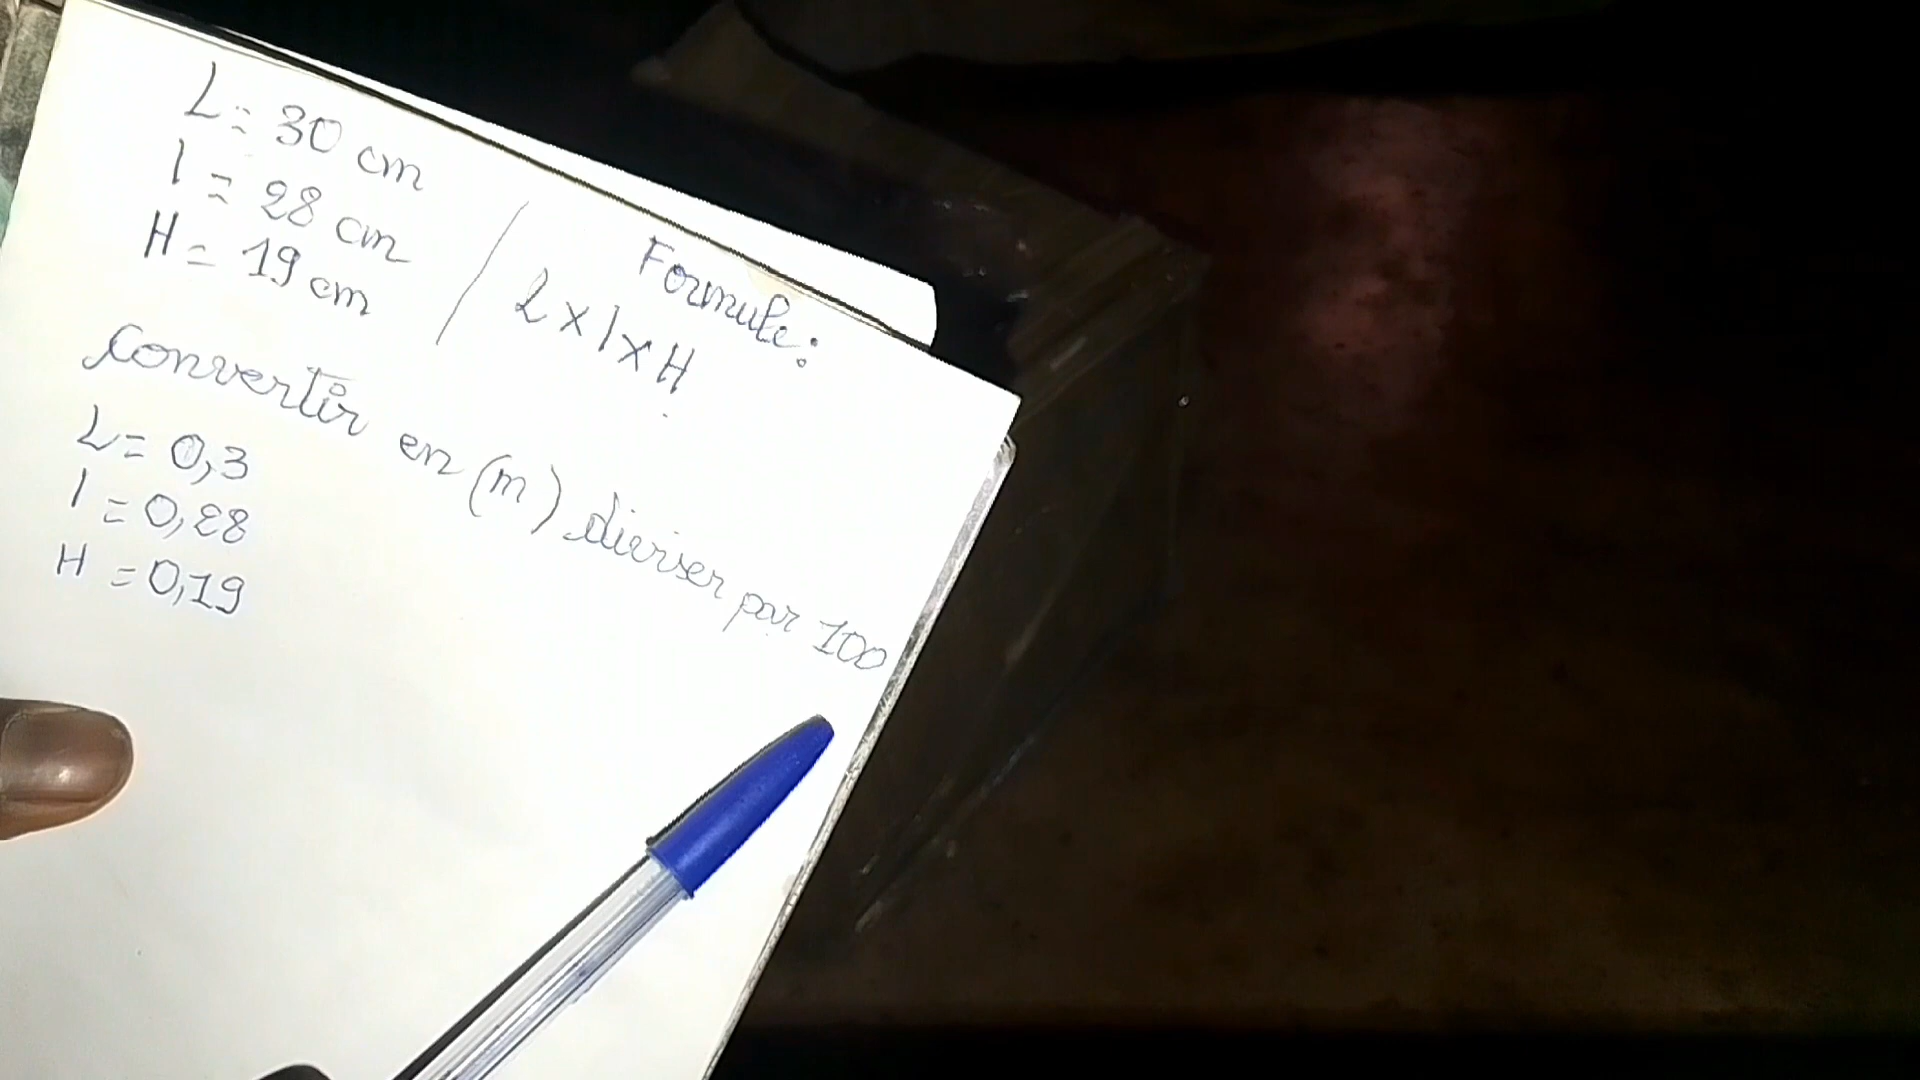 L = 30 cm
l = 28 cm
H = 19 cm
Formule:
L x l x H
Convertir en (m) diviser par 100
L = 0,3
l = 0,28
H = 0,19